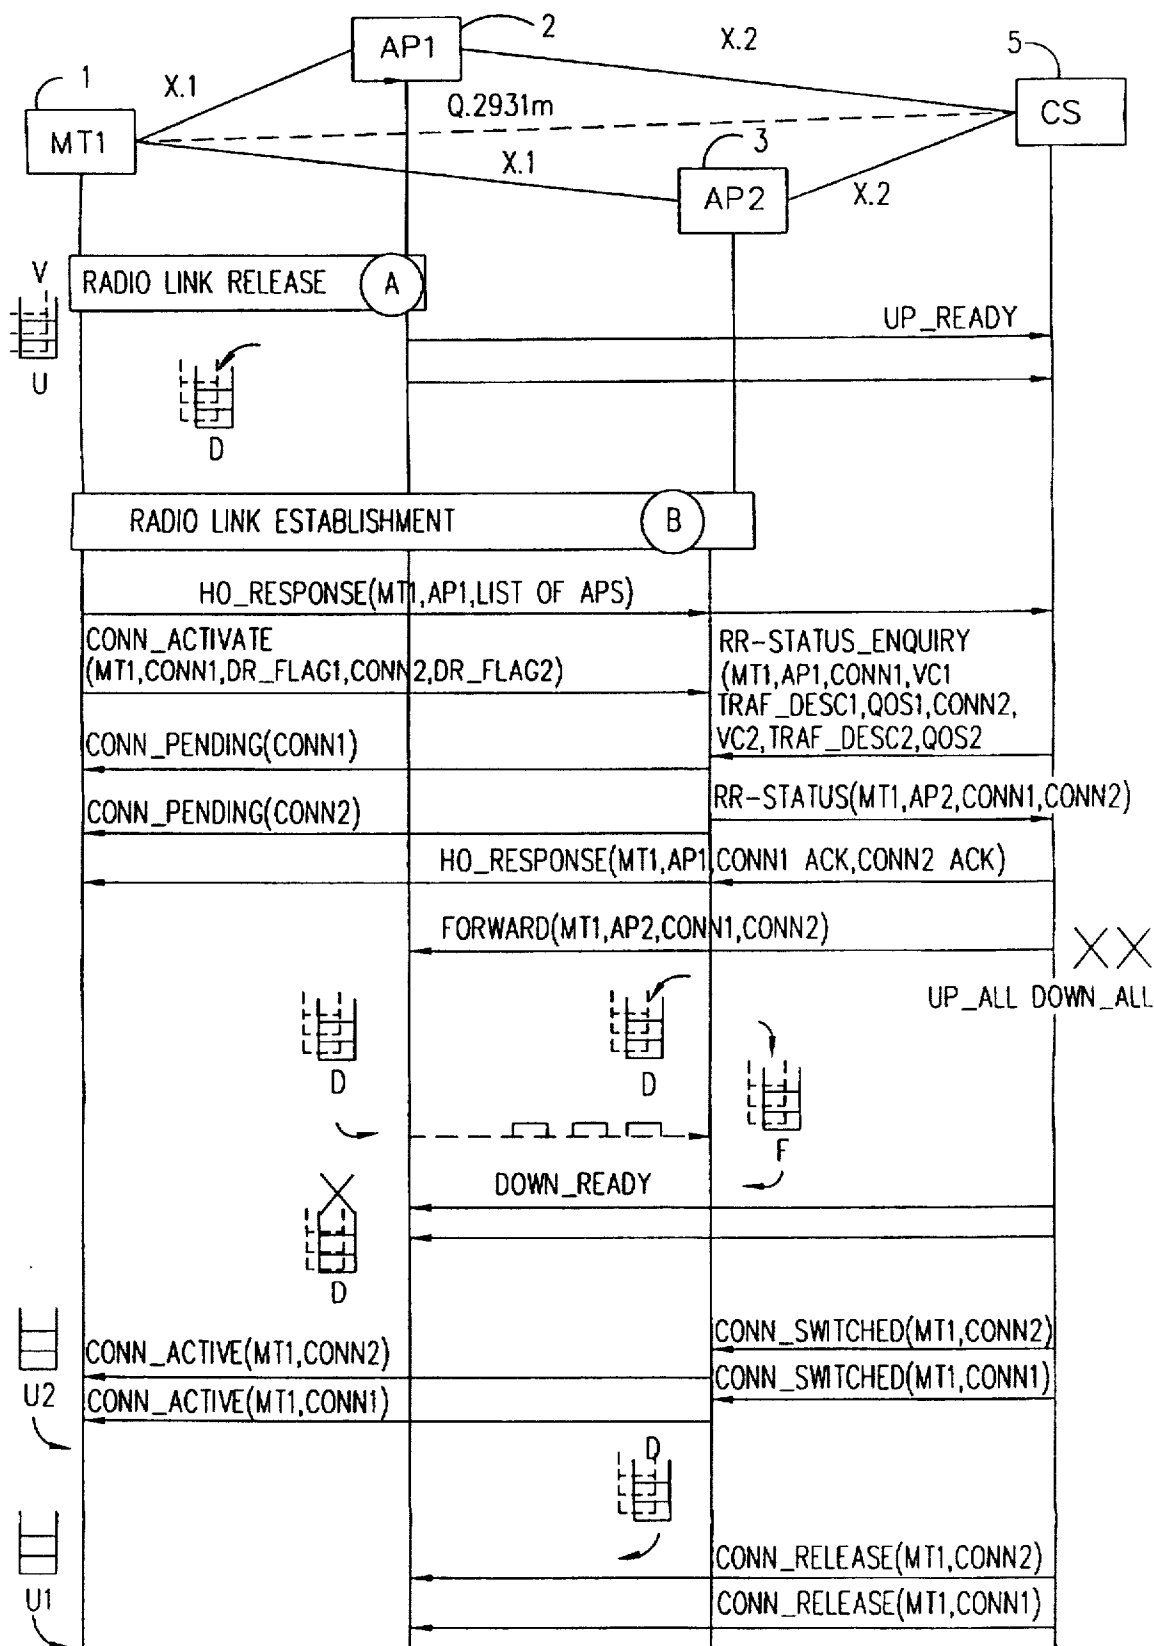 2
AP1
X.2
5
1
X.1
Q.2931m
CS
MT1
3
X.1
AP2
X.2
V
RADIO LINK RELEASE
A
UP_READY
U
D
RADIO LINK ESTABLISHMENT
B
HO_RESPONSE(MT1,AP1,LIST OF APS)
CONN_ACTIVATE
(MT1,CONN1,DR_FLAG1,CONN2,DR_FLAG2)
RR-STATUS_ENQUIRY
(MT1,AP1,CONN1,VC1
TRAF_DESC1,QOS1,CONN2,
VC2,TRAF_DESC2,QOS2
CONN_PENDING(CONN1)
RR-STATUS(MT1,AP2,CONN1,CONN2)
CONN_PENDING(CONN2)
HO_RESPONSE(MT1,AP1,CONN1 ACK,CONN2 ACK)
FORWARD(MT1,AP2,CONN1,CONN2)
UP_ALL DOWN_ALL
D
D
F
DOWN_READY
D
CONN_SWITCHED(MT1,CONN2)
CONN_ACTIVE(MT1,CONN2)
CONN_SWITCHED(MT1,CONN1)
U2
CONN_ACTIVE(MT1,CONN1)
D
CONN_RELEASE(MT1,CONN2)
U1
CONN_RELEASE(MT1,CONN1)